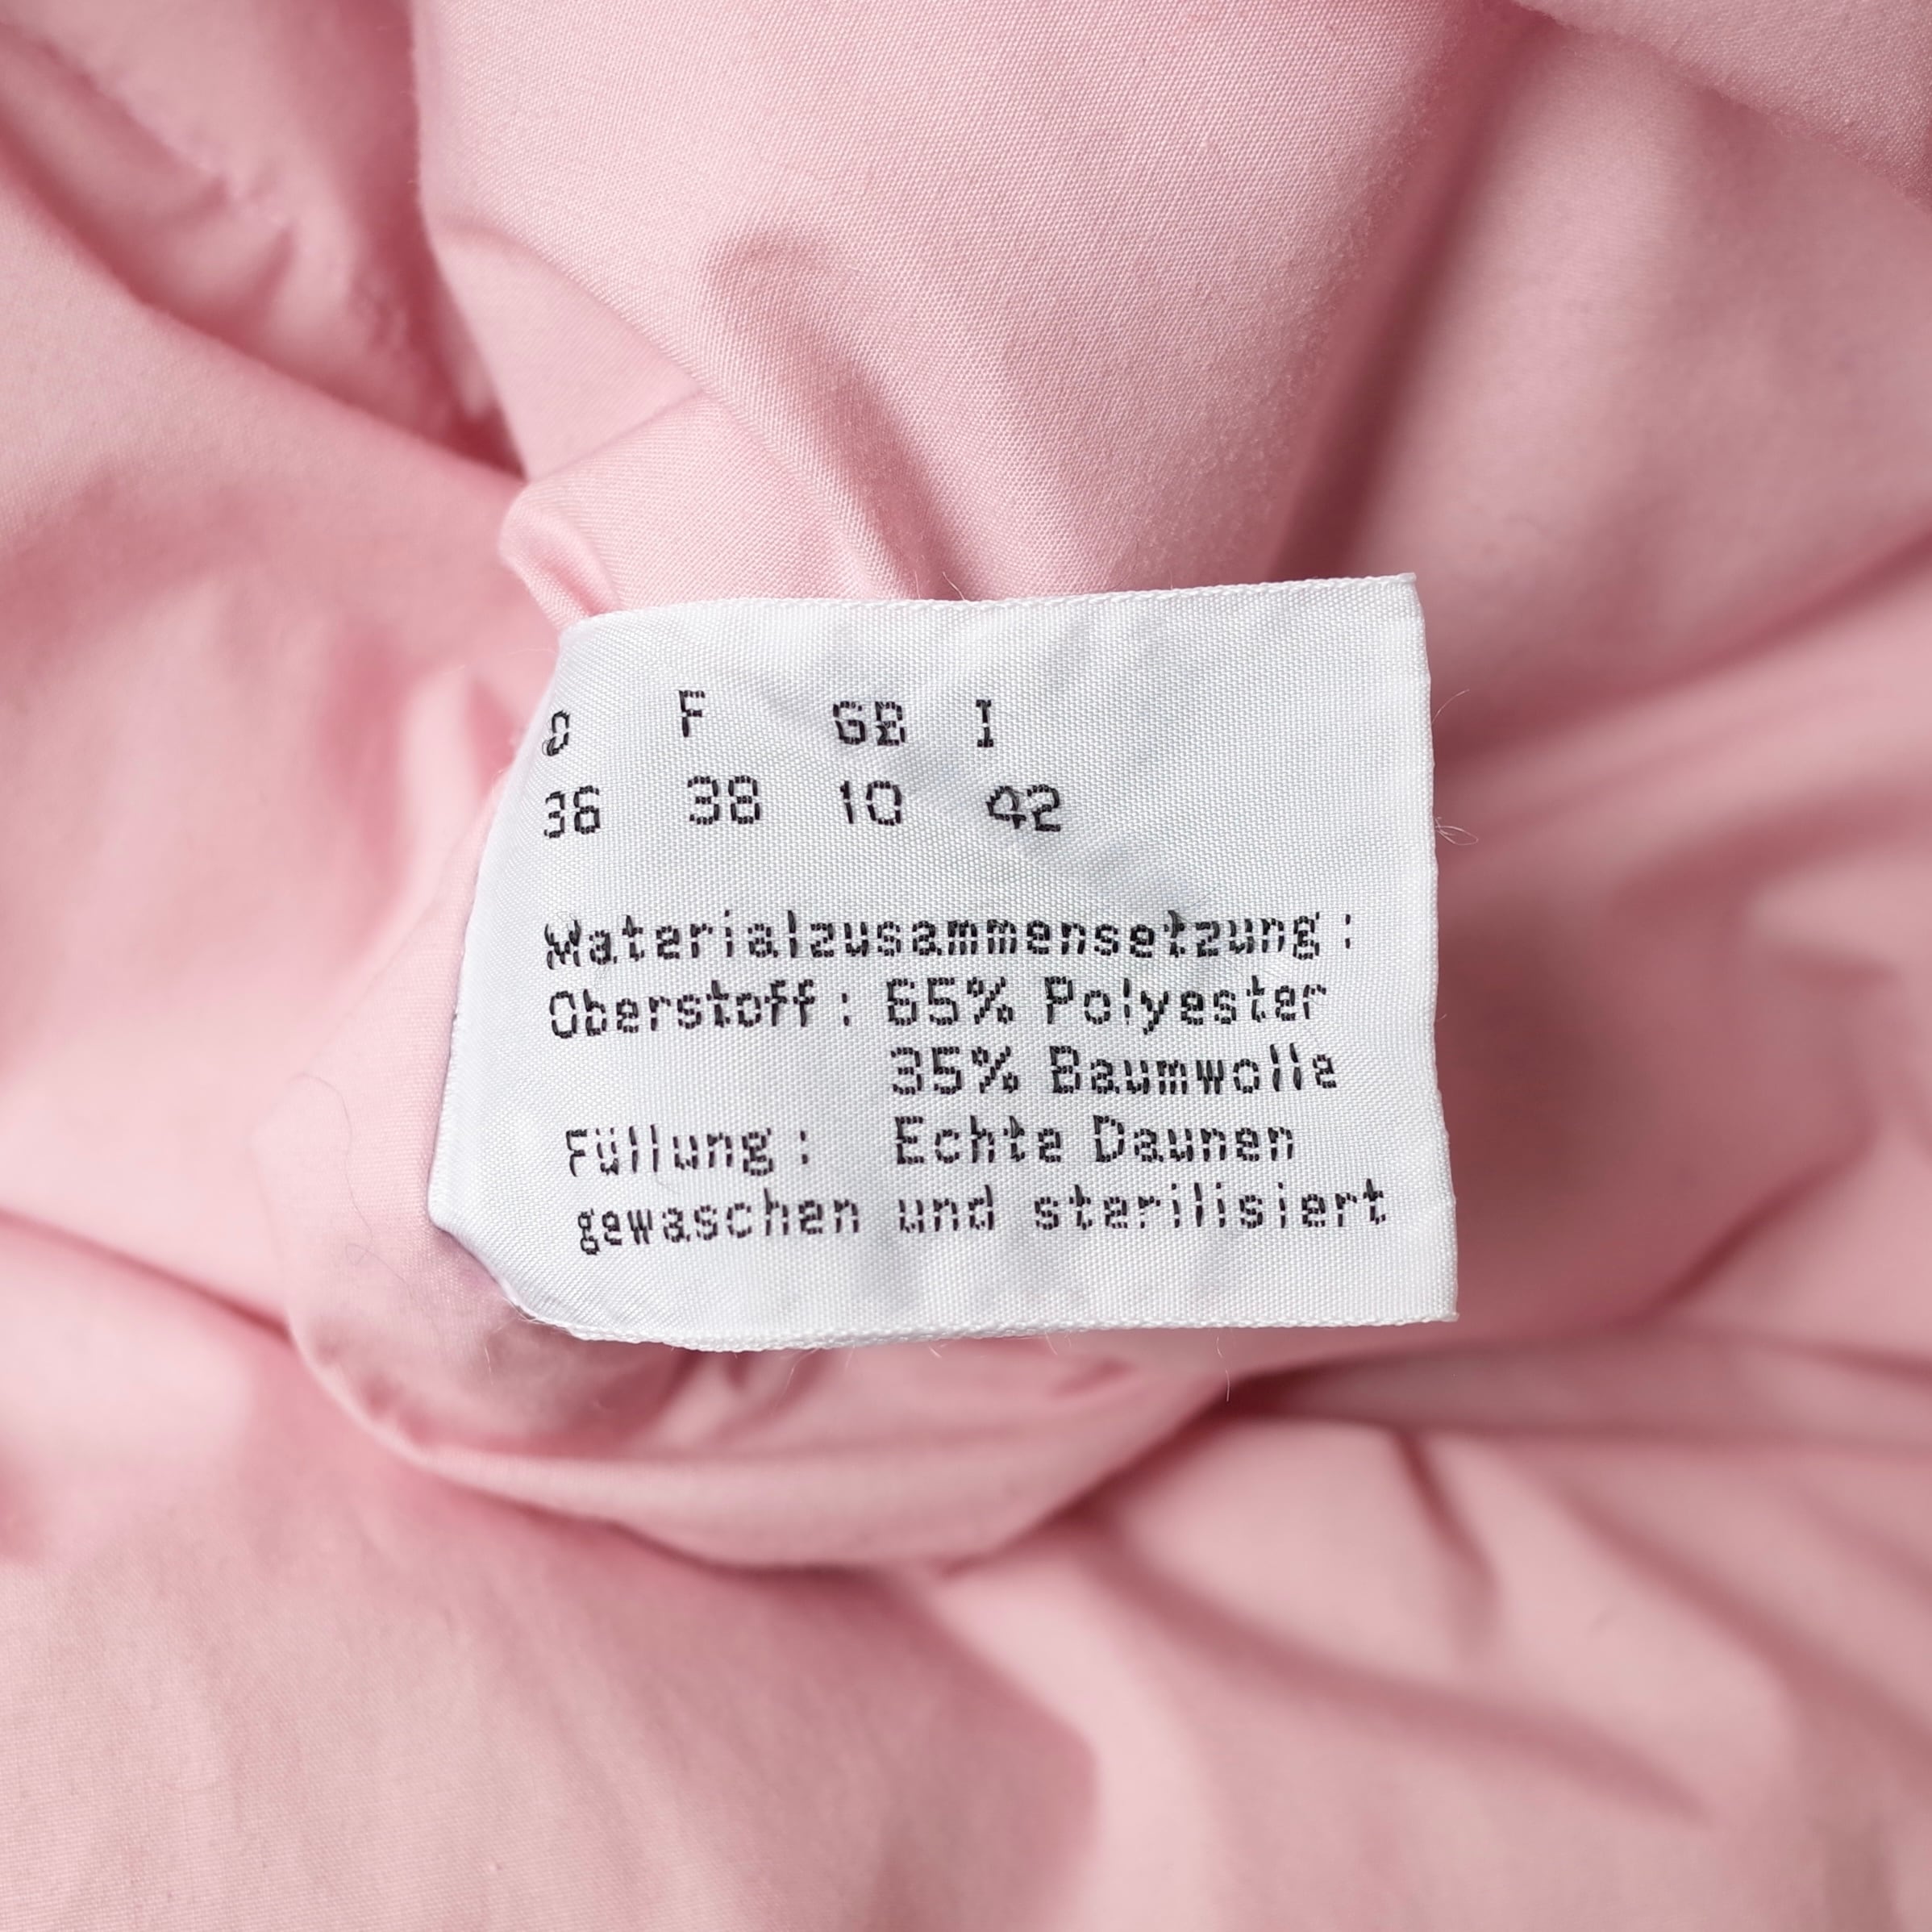 D F GB I
36 38 10 42
Materialzusammensetzung:
Oberstoff: 65% Polyester
35% Baumwolle
Füllung: Echte Daunen
gewaschen und sterilisiert